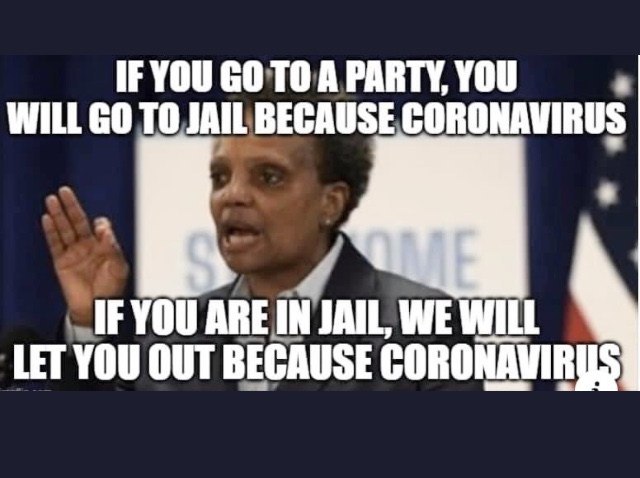 IF YOU GO TO A PARTY, YOU
WILL GO TO JAIL BECAUSE CORONAVIRUS
S OME
IF YOU ARE IN JAIL, WE WILL
LET YOU OUT BECAUSE CORONAVIRUS